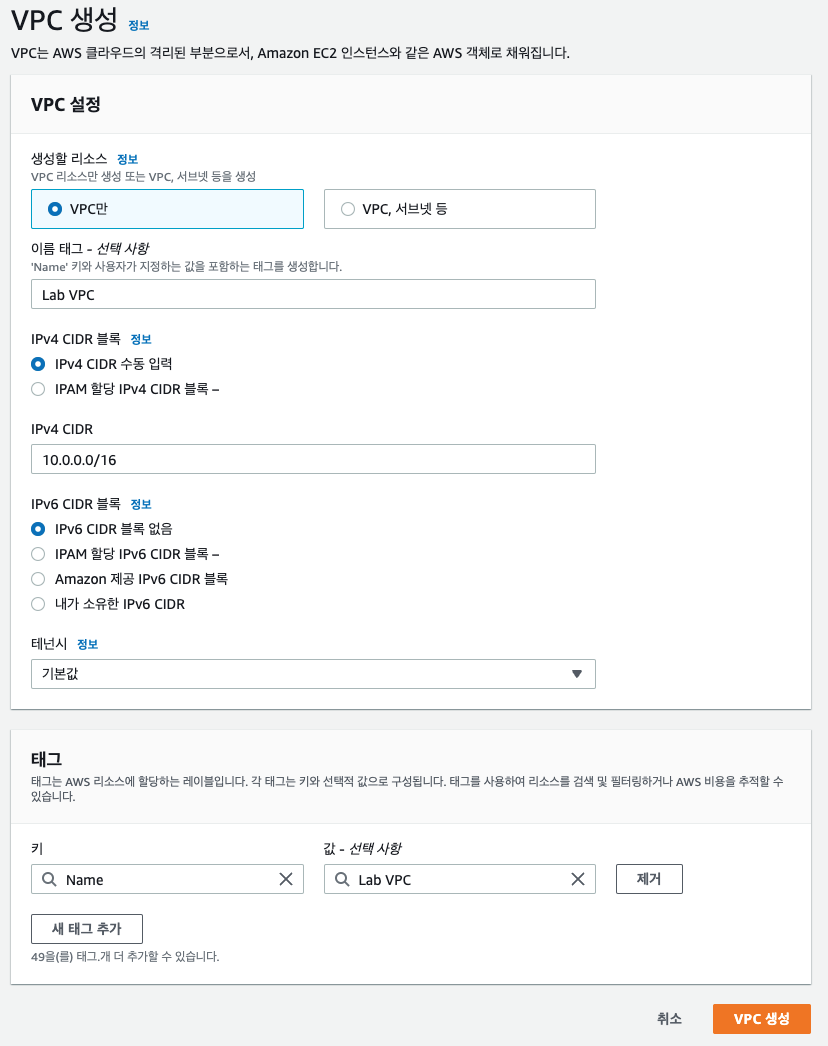 VPC 생성 정보
VPC는 AWS 클라우드의 격리된 부분으로서, Amazon EC2 인스턴스와 같은 AWS 객체로 채워집니다.
VPC 설정
생성할 리소스 정보
VPC 리소스만 생성 또는 VPC, 서브넷 등을 생성
VPC만
VPC, 서브넷 등
이름 태그 - 선택 사항
'Name' 키와 사용자가 지정하는 값을 포함하는 태그를 생성합니다.
Lab VPC
IPv4 CIDR 블록 정보
IPv4 CIDR 수동 입력
IPAM 할당 IPv4 CIDR 블록 –
IPv4 CIDR
10.0.0.0/16
IPv6 CIDR 블록 정보
IPv6 CIDR 블록 없음
IPAM 할당 IPv6 CIDR 블록 –
Amazon 제공 IPv6 CIDR 블록
내가 소유한 IPv6 CIDR
테넌시 정보
기본값
태그
태그는 AWS 리소스에 할당하는 레이블입니다. 각 태그는 키와 선택적 값으로 구성됩니다. 태그를 사용하여 리소스를 검색 및 필터링하거나 AWS 비용을 추적할 수
있습니다.
키
값 - 선택 사항
Name
Lab VPC
제거
새 태그 추가
49을(를) 태그.개 더 추가할 수 있습니다.
취소
VPC 생성